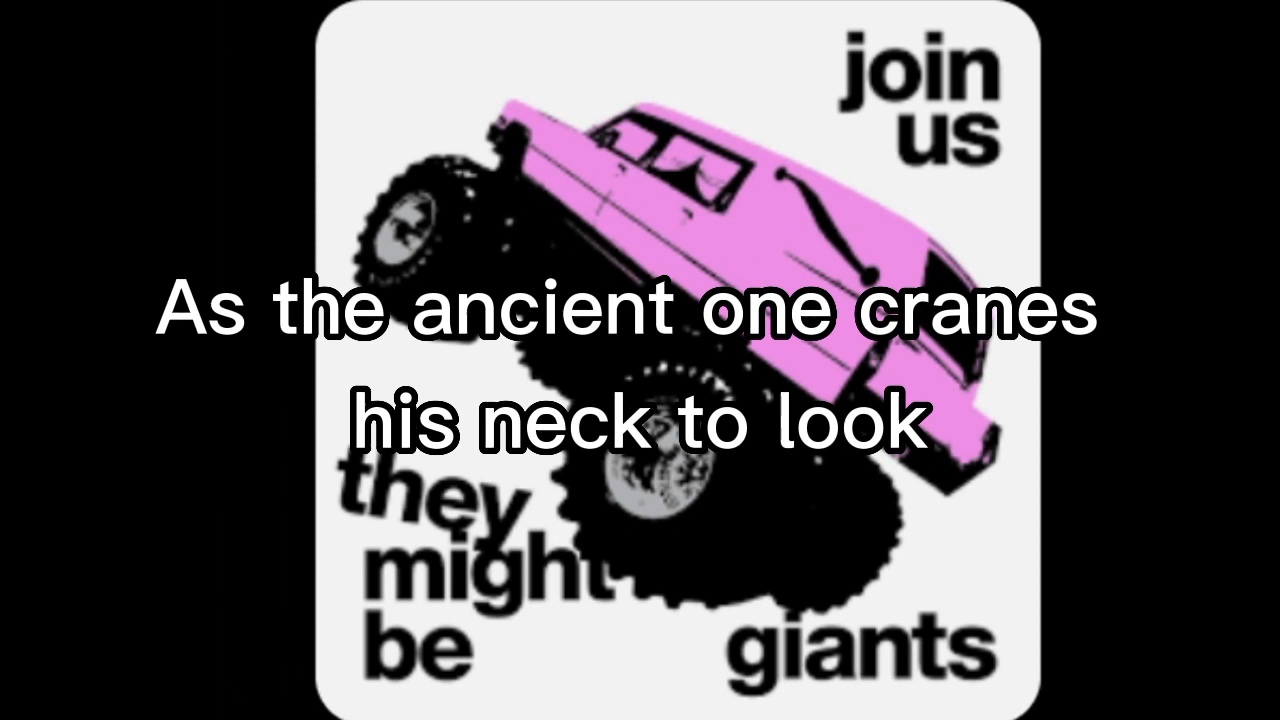 join
us
As the ancient one cranes
his neck to look
they
might
be
giants